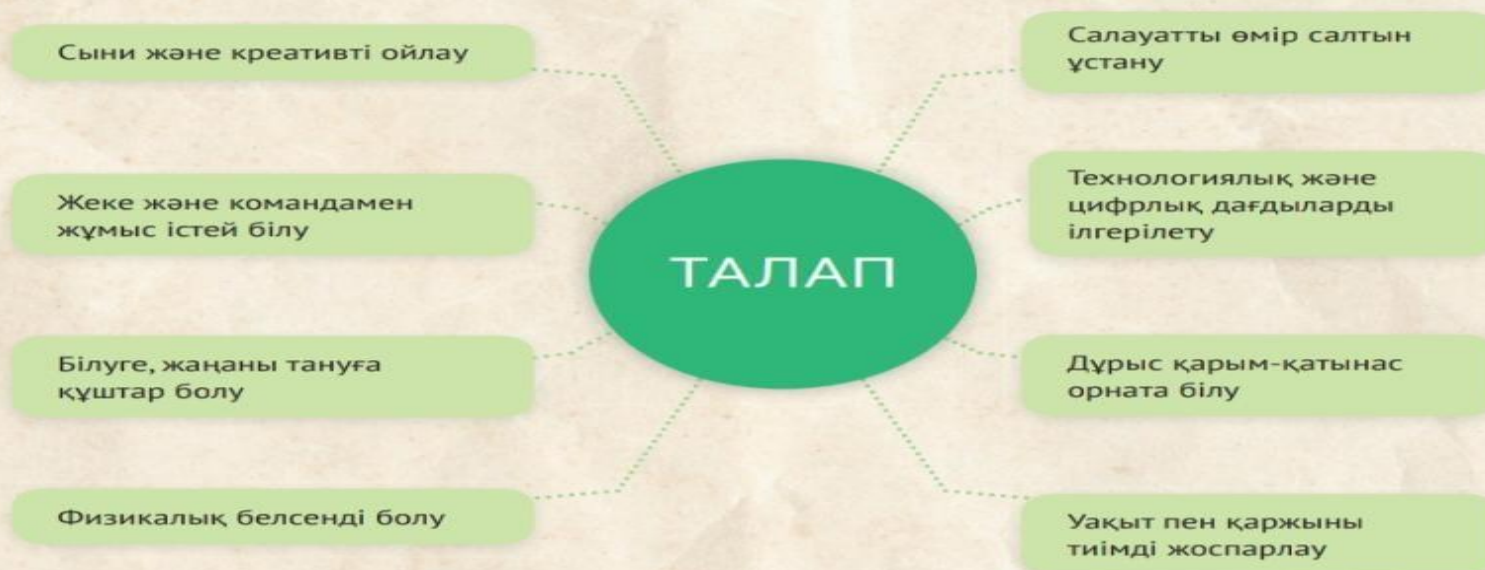 Сыни және креативті ойлау
Жеке және командамен
жұмыс істей білу
Білуге, жаңаны тануға
құштар болу
Физикалық белсенді болу
ТАЛАП
Салауатты өмір салтын
ұстану
Технологиялық және
цифрлық дағдыларды
ілгерілету
Дұрыс қарым-қатынас
орната білу
Уақыт пен қаржыны
тиімді жоспарлау